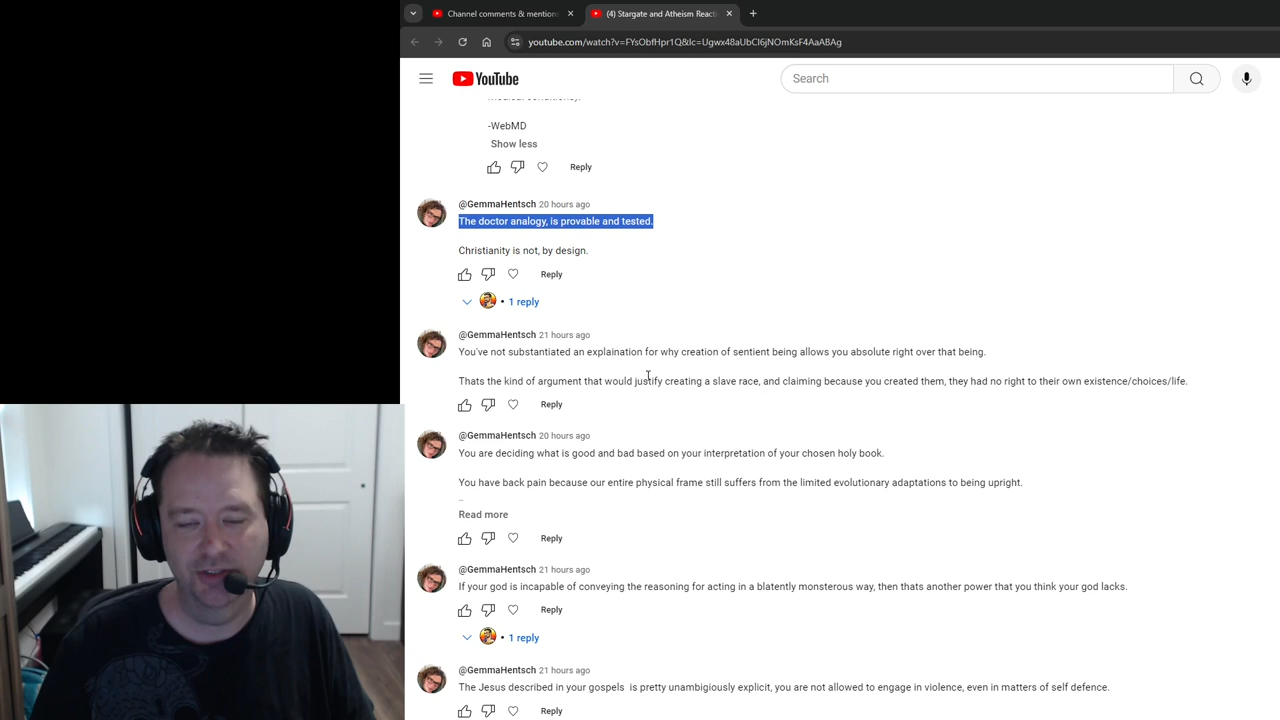 Channel comments & mention
(4) Stargate and Atheism Reacti
youtube.com/watch?v=FYsObfHpr1Q&lc=Ugwx48aUbCI6jNOmKsF4AaABAg
YouTube
Search
-WebMD
Show less
Reply
@GemmaHentsch 20 hours ago
The doctor analogy, is provable and tested.
Christianity is not, by design.
Reply
• 1 reply
@GemmaHentsch 21 hours ago
You've not substantiated an explaination for why creation of sentient being allows you absolute right over that being.
Thats the kind of argument that would justify creating a slave race, and claiming because you created them, they had no right to their own existence/choices/life.
Reply
@GemmaHentsch 20 hours ago
You are deciding what is good and bad based on your interpretation of your chosen holy book.
You have back pain because our entire physical frame still suffers from the limited evolutionary adaptations to being upright.
..
Read more
Reply
@GemmaHentsch 21 hours ago
If your god is incapable of conveying the reasoning for acting in a blatently monsterous way, then thats another power that you think your god lacks.
Reply
• 1 reply
@GemmaHentsch 21 hours ago
The Jesus described in your gospels is pretty unambigiously explicit, you are not allowed to engage in violence, even in matters of self defence.
Reply